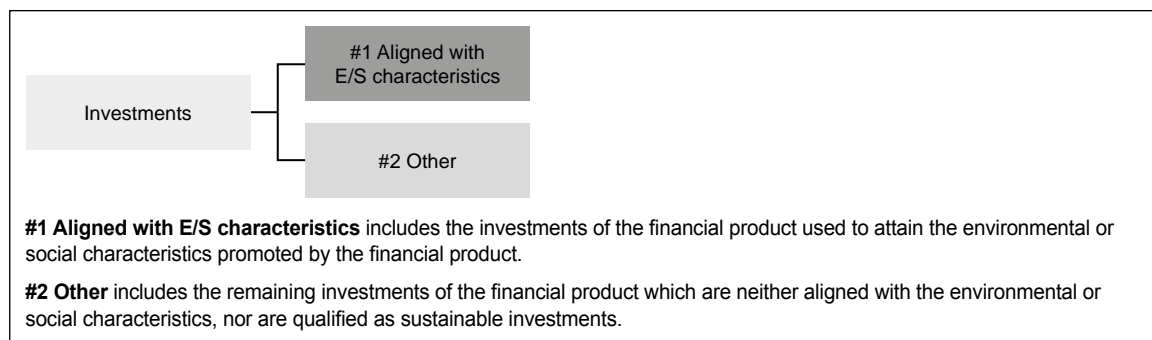 #1 Aligned with
E/S characteristics
Investments
#2 Other
#1 Aligned with E/S characteristics includes the investments of the financial product used to attain the environmental or
social characteristics promoted by the financial product.
#2 Other includes the remaining investments of the financial product which are neither aligned with the environmental or
social characteristics, nor are qualified as sustainable investments.